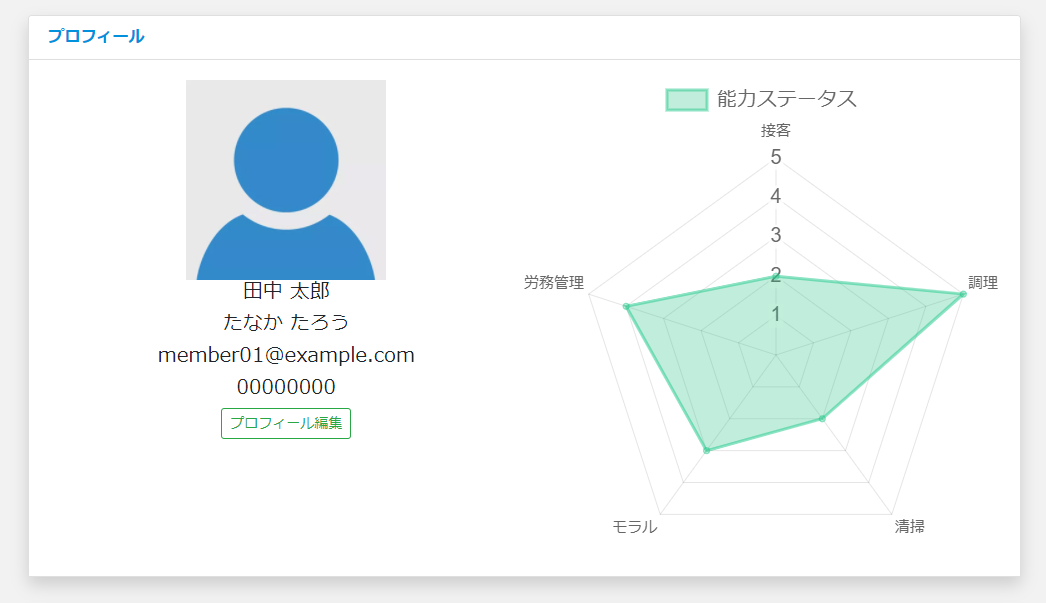 プロフィール
田中 太郎
たなか たろう
member01@example.com
00000000
プロフィール編集
能力ステータス
接客
5
4
3
2
1
労務管理
調理
モラル
清掃